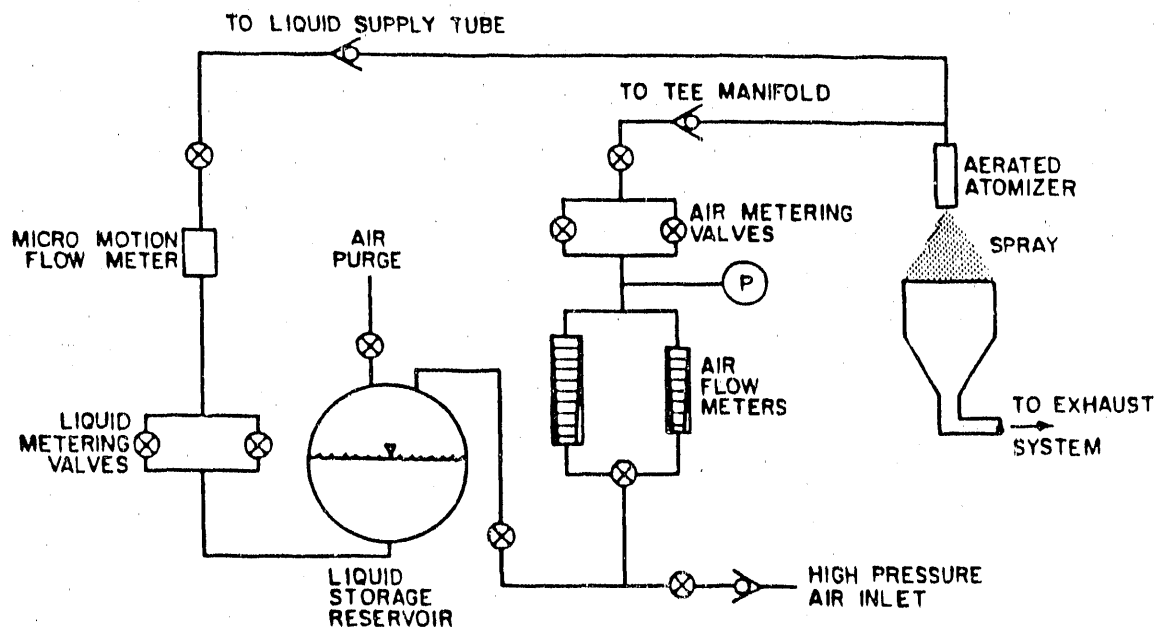 TO LIQUID SUPPLY TUBE
TO TEE MANIFOLD
AERATED
ATOMIZER
AIR METERING
VALVES
SPRAY
MICRO MOTION
FLOW METER
AIR
PURGE
P
AIR
FLOW
METERS
LIQUID
METERING
VALVES
TO EXHAUST
SYSTEM
LIQUID
STORAGE
RESERVOIR
HIGH PRESSURE
AIR INLET